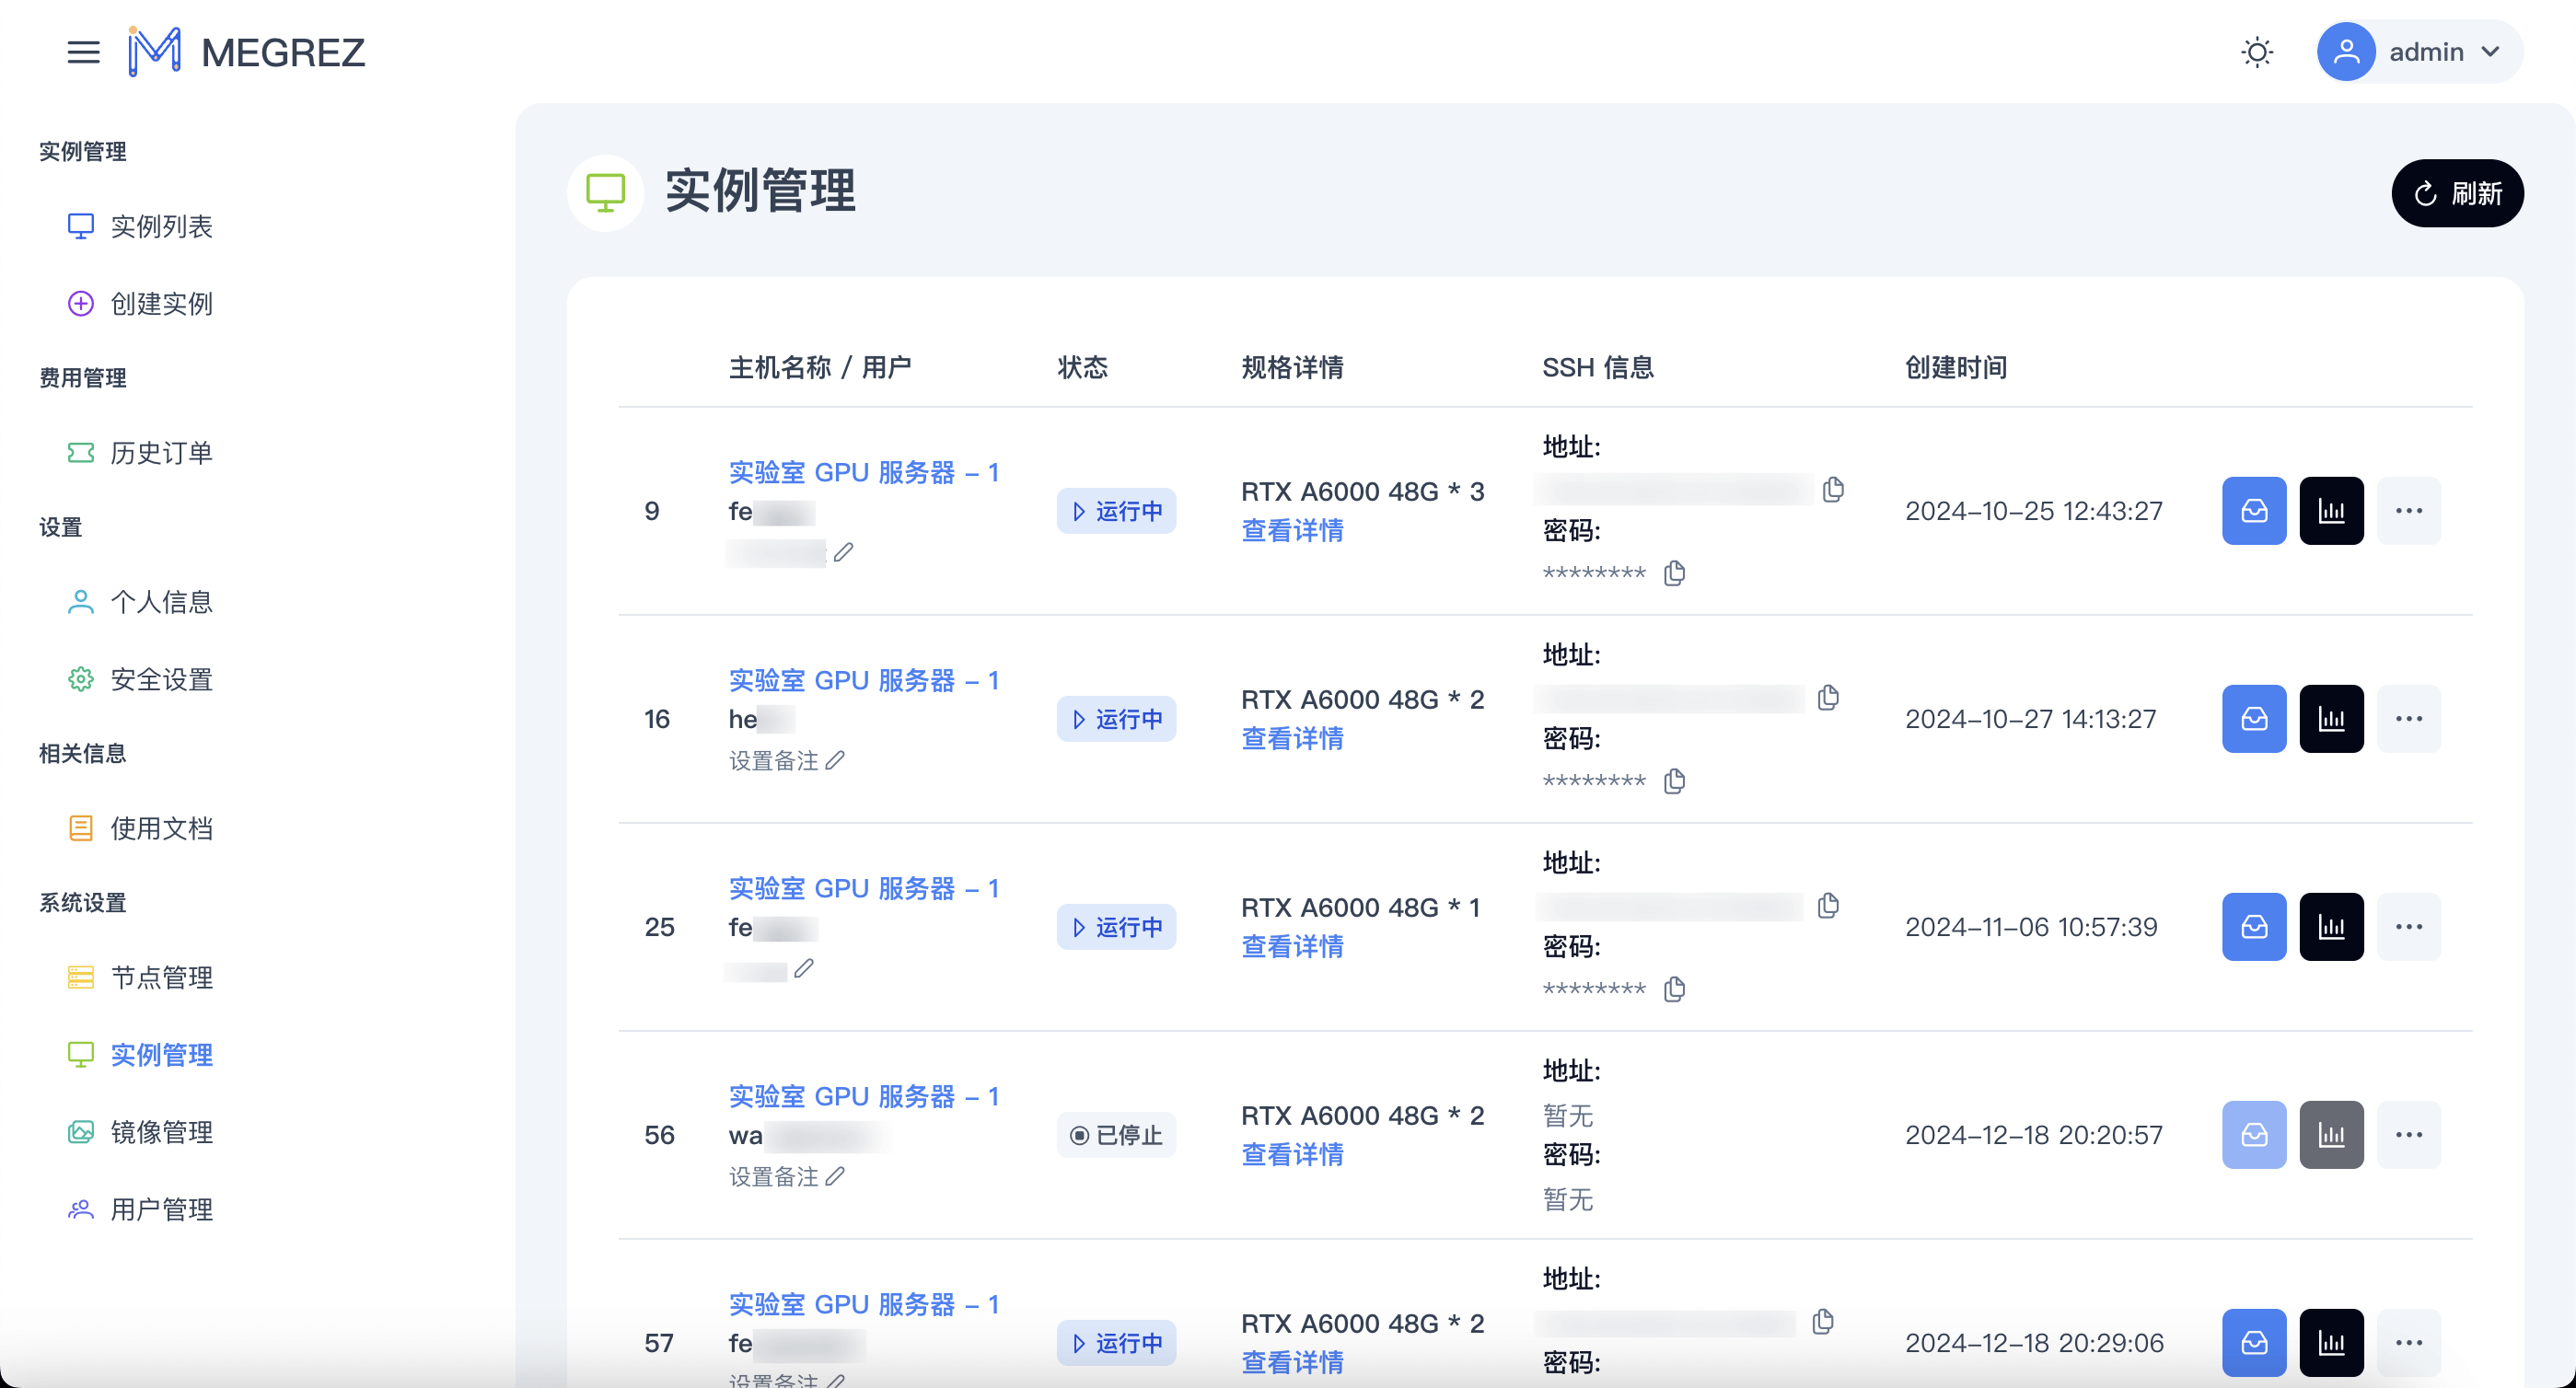 MEGREZ
admin
实例管理
实例列表
创建实例
费用管理
历史订单
设置
个人信息
安全设置
相关信息
使用文档
系统设置
节点管理
实例管理
镜像管理
用户管理
实例管理
刷新
主机名称 / 用户 状态 规格详情 SSH 信息 创建时间
9
实验室 GPU 服务器 – 1
fe
运行中
RTX A6000 48G * 3
查看详情
地址:
密码:
********
2024–10–25 12:43:27
16
实验室 GPU 服务器 – 1
he
设置备注
运行中
RTX A6000 48G * 2
查看详情
地址:
密码:
********
2024–10–27 14:13:27
25
实验室 GPU 服务器 – 1
fe
运行中
RTX A6000 48G * 1
查看详情
地址:
密码:
********
2024–11–06 10:57:39
56
实验室 GPU 服务器 – 1
wa
设置备注
已停止
RTX A6000 48G * 2
查看详情
地址:
暂无
密码:
暂无
2024–12–18 20:20:57
57
实验室 GPU 服务器 – 1
fe
设置备注
运行中
RTX A6000 48G * 2
查看详情
地址:
密码:
2024–12–18 20:29:06